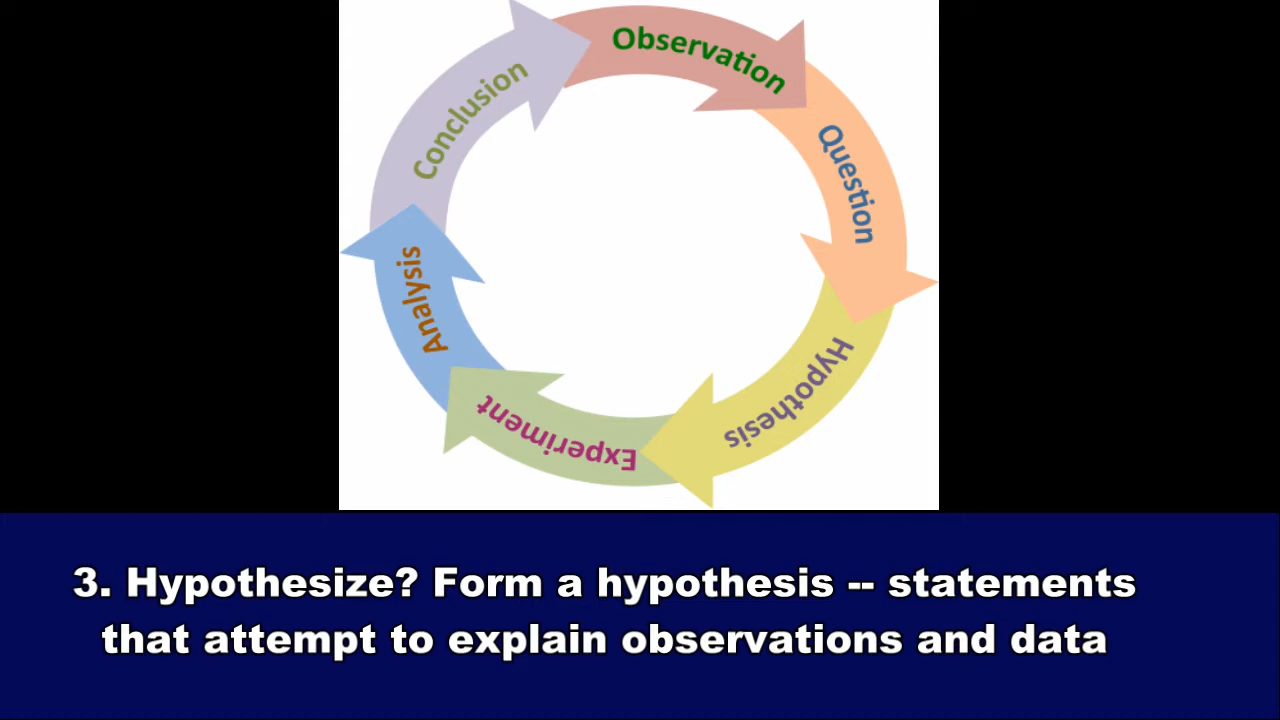 Observation
Question
Hypothesis
Experiment
Analysis
Conclusion
3. Hypothesize? Form a hypothesis -- statements
that attempt to explain observations and data